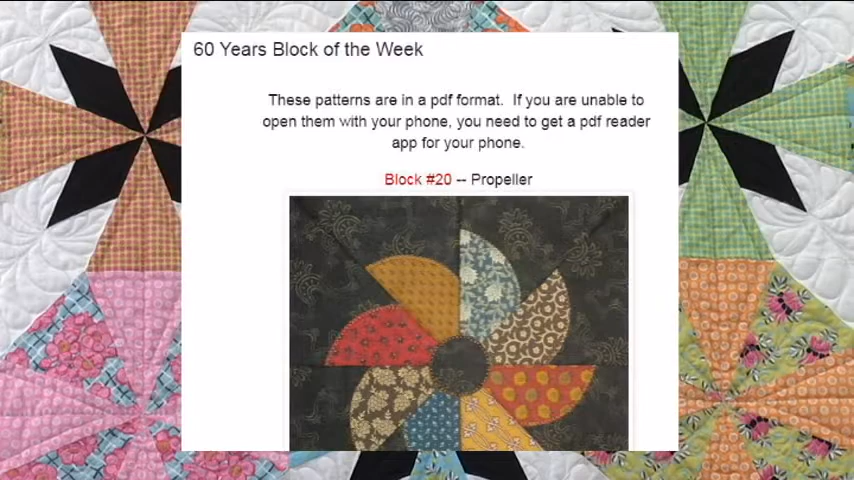 60 Years Block of the Week
These patterns are in a pdf format.  If you are unable to
open them with your phone, you need to get a pdf reader
app for your phone.
Block #20 -- Propeller